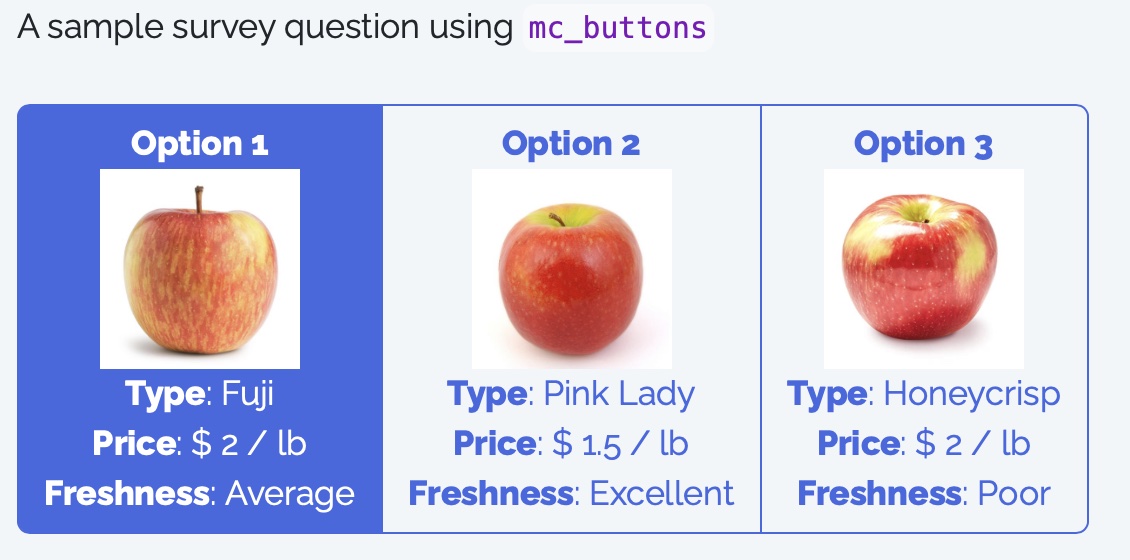 A sample survey question using mc_buttons
Option 1
Type: Fuji
Price: $ 2 / lb
Freshness: Average
Option 2
Type: Pink Lady
Price: $ 1.5 / lb
Freshness: Excellent
Option 3
Type: Honeycrisp
Price: $ 2 / lb
Freshness: Poor